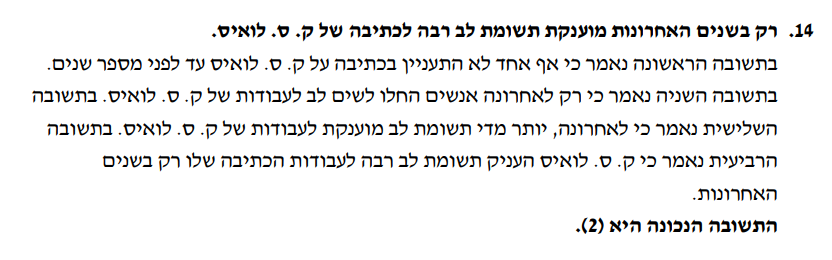 14. רק בשנים האחרונות מוענקת תשומת לב רבה לכתיבה של ק. ס. לואיס.
בתשובה הראשונה נאמר כי אף אחד לא התעניין בכתיבה על ק. ס. לואיס עד לפני מספר שנים.
בתשובה השניה נאמר כי רק לאחרונה אנשים החלו לשים לב לעבודות של ק. ס. לואיס. בתשובה
השלישית נאמר כי לאחרונה, יותר מדי תשומת לב מוענקת לעבודות של ק. ס. לואיס. בתשובה
הרביעית נאמר כי ק. ס. לואיס העניק תשומת לב רבה לעבודות הכתיבה שלו רק בשנים
האחרונות.
התשובה הנכונה היא (2).